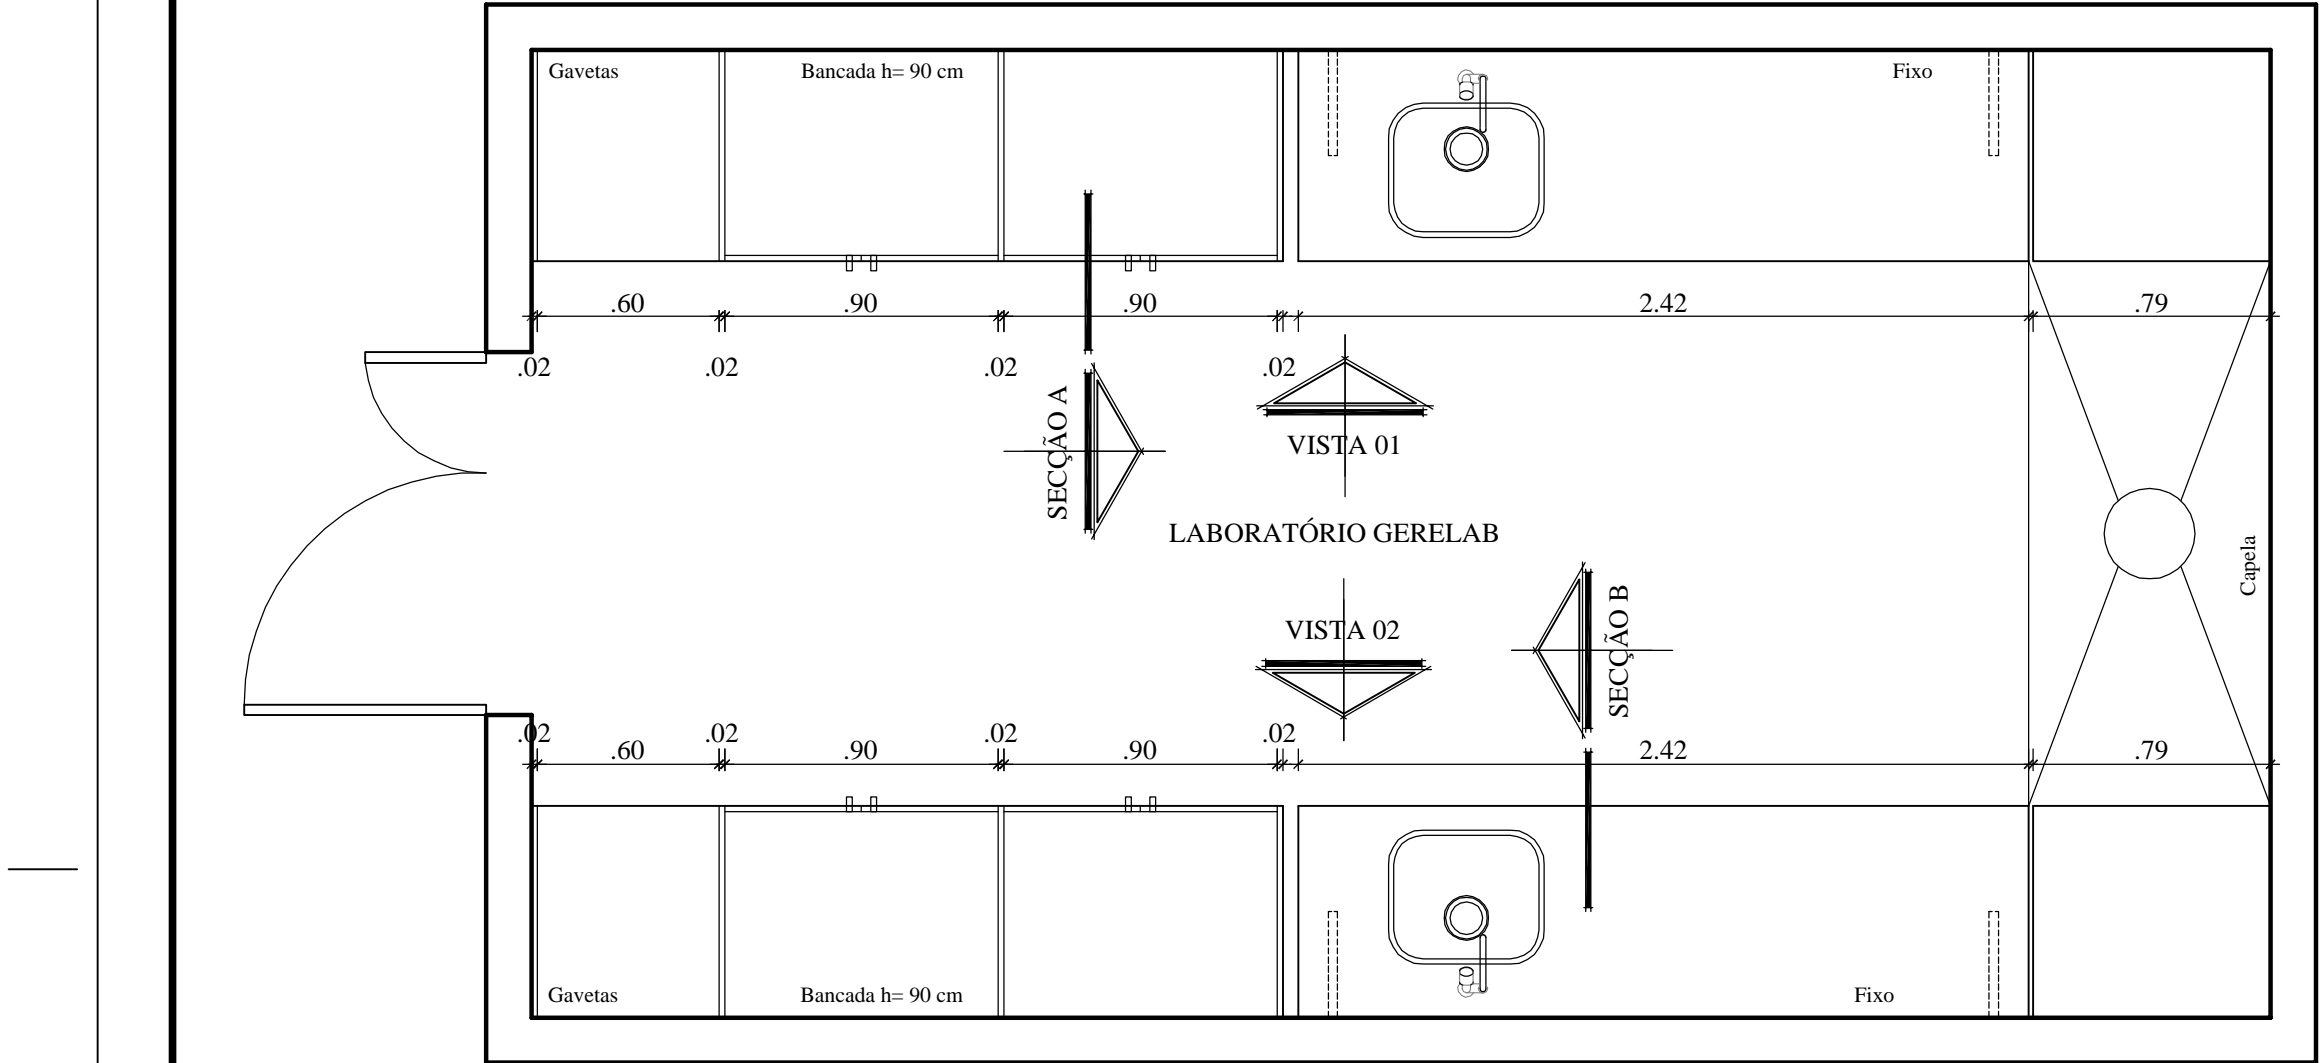 Gavetas
Bancada h= 90 cm
Fixo
.60
.90
.90
2.42
.79
.02
.02
.02
.02
SECÇÃO A
VISTA 01
LABORATÓRIO GERELAB
Capela
VISTA 02
SECÇÃO B
.02
.02
.02
.02
.60
.90
.90
2.42
.79
Gavetas
Bancada h= 90 cm
Fixo